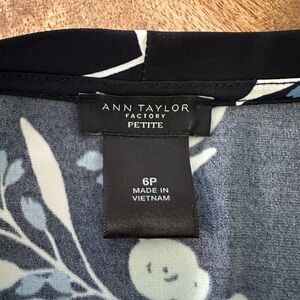 ANN TAYLOR
FACTORY
PETITE
6P
MADE IN
VIETNAM